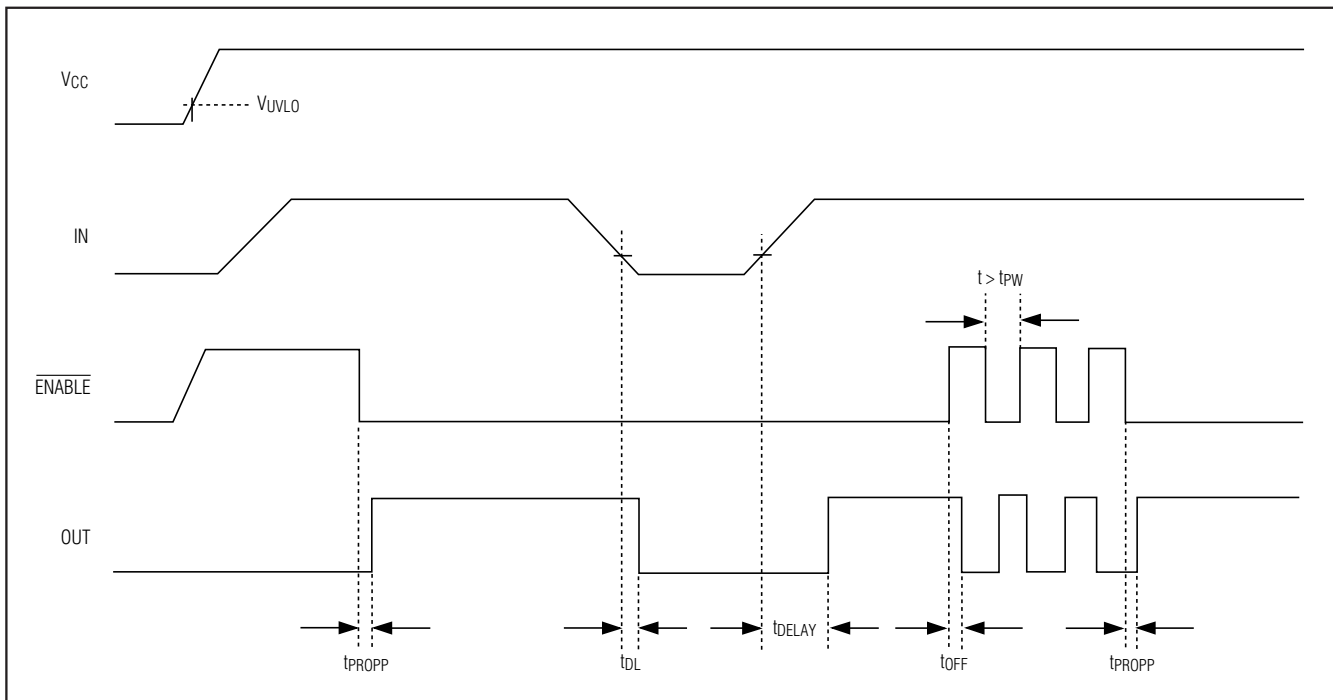 VCC
VUVLO
IN
t > tPW
ENABLE
OUT
tPROPP
tDL
tDELAY
tOFF
tPROPP